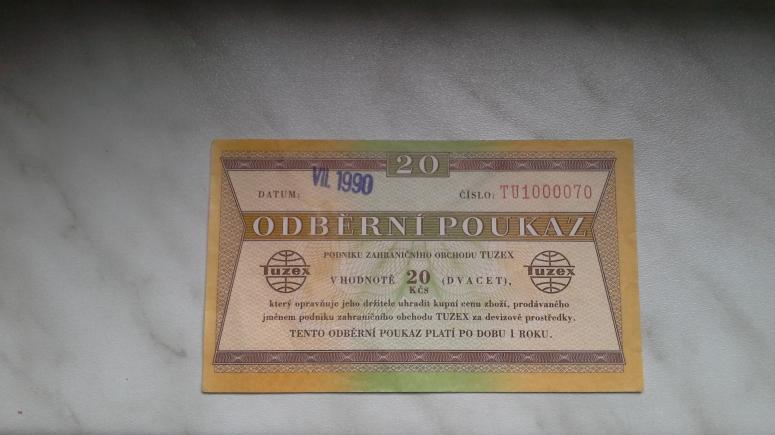 20
DATUM: VII. 1990 ČÍSLO: TU1000070
ODBĚRNÍ POUKAZ
PODNIKU ZAHRANIČNÍHO OBCHODU TUZEX
Tuzex V HODNOTĚ 20 KČS (DVACET), Tuzex
který opravňuje jeho držitele uhradit kupní cenu zboží, prodávaného
jménem podniku zahraničního obchodu TUZEX za devizové prostředky.
TENTO ODBĚRNÍ POUKAZ PLATÍ PO DOBU 1 ROKU.